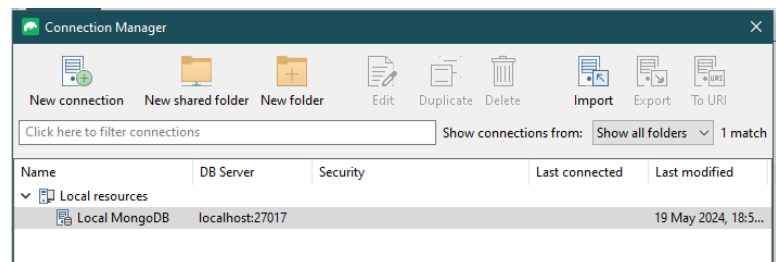 Connection Manager
New connection New shared folder New folder Edit Duplicate Delete Import Export To URI
Click here to filter connections Show connections from: Show all folders 1 match
Name DB Server Security Last connected Last modified
Local resources
Local MongoDB localhost:27017 19 May 2024, 18:5...